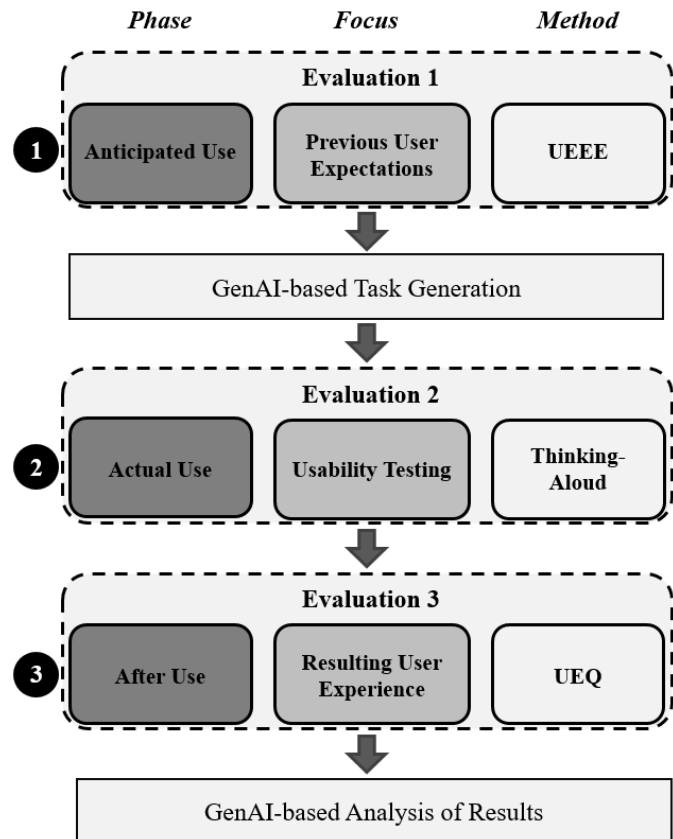 Phase Focus Method
Evaluation 1
1 Anticipated Use Previous User Expectations UEEE
GenAI-based Task Generation
Evaluation 2
2 Actual Use Usability Testing Thinking-Aloud
Evaluation 3
3 After Use Resulting User Experience UEQ
GenAI-based Analysis of Results